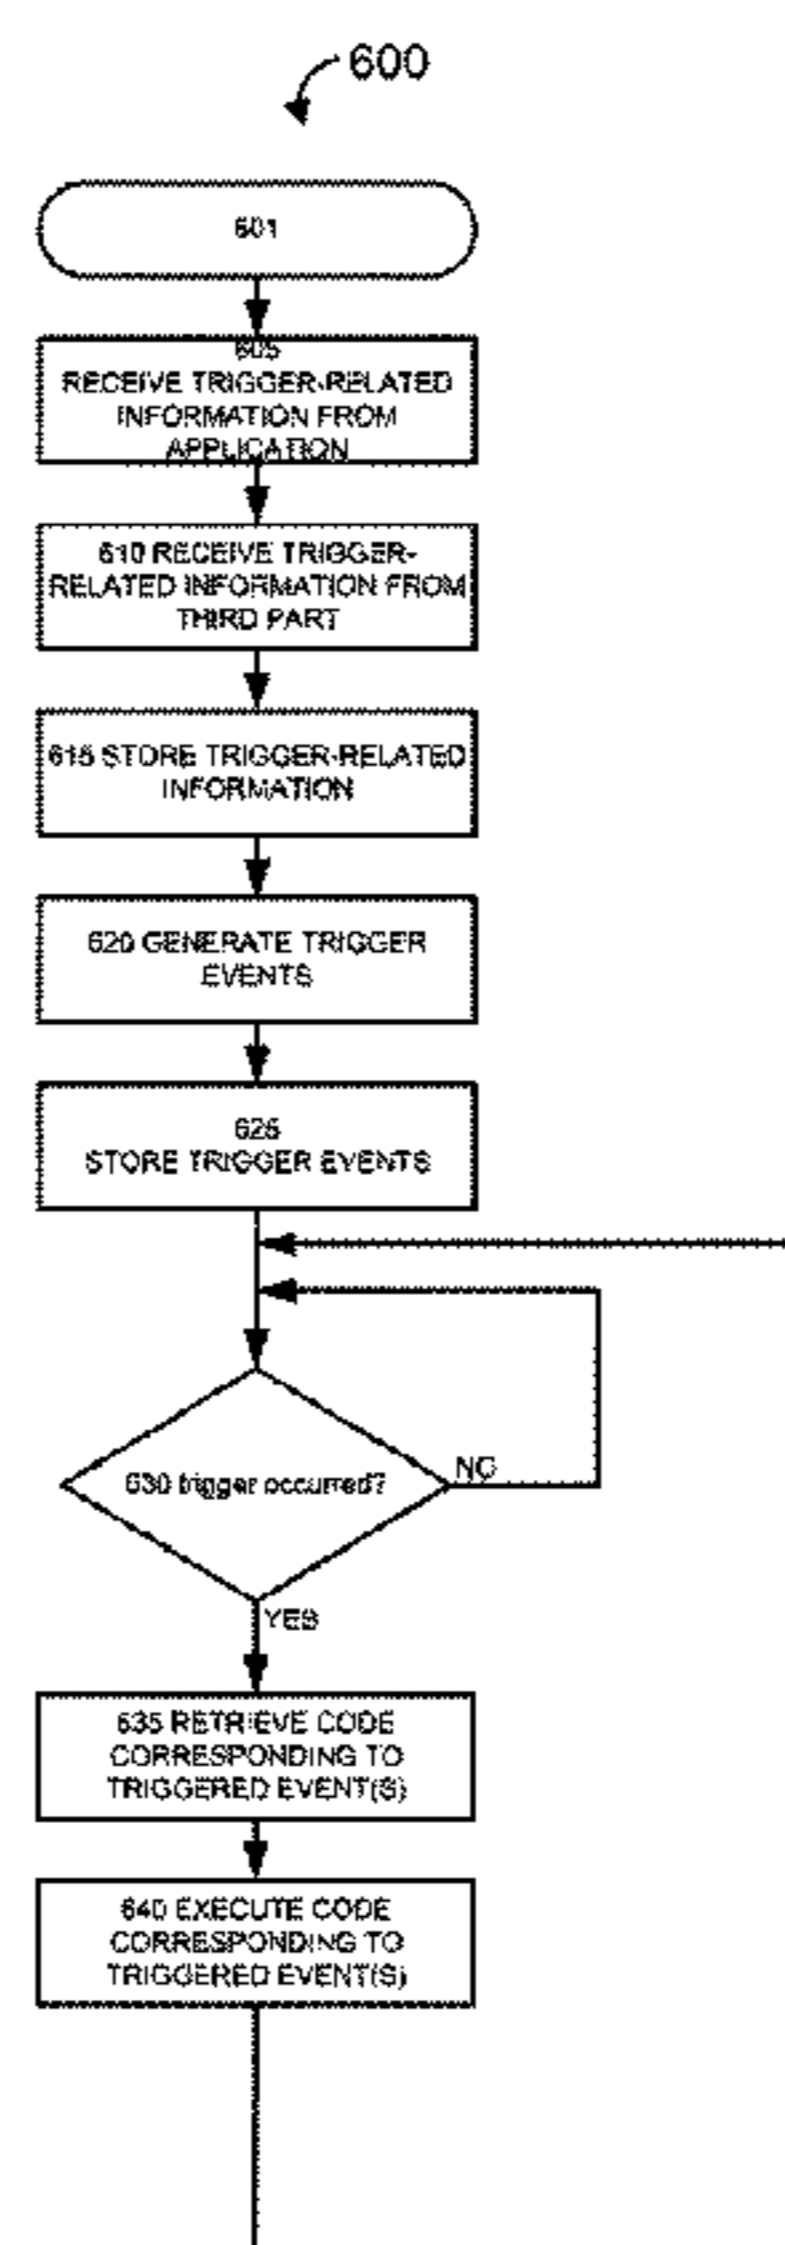 600
601
605
RECEIVE TRIGGER-RELATED
INFORMATION FROM
APPLICATION
610 RECEIVE TRIGGER-
RELATED INFORMATION FROM
THIRD PART
615 STORE TRIGGER-RELATED
INFORMATION
620 GENERATE TRIGGER
EVENTS
625
STORE TRIGGER EVENTS
630 trigger occurred?
NO
YES
635 RETRIEVE CODE
CORRESPONDING TO
TRIGGERED EVENT(S)
640 EXECUTE CODE
CORRESPONDING TO
TRIGGERED EVENT(S)